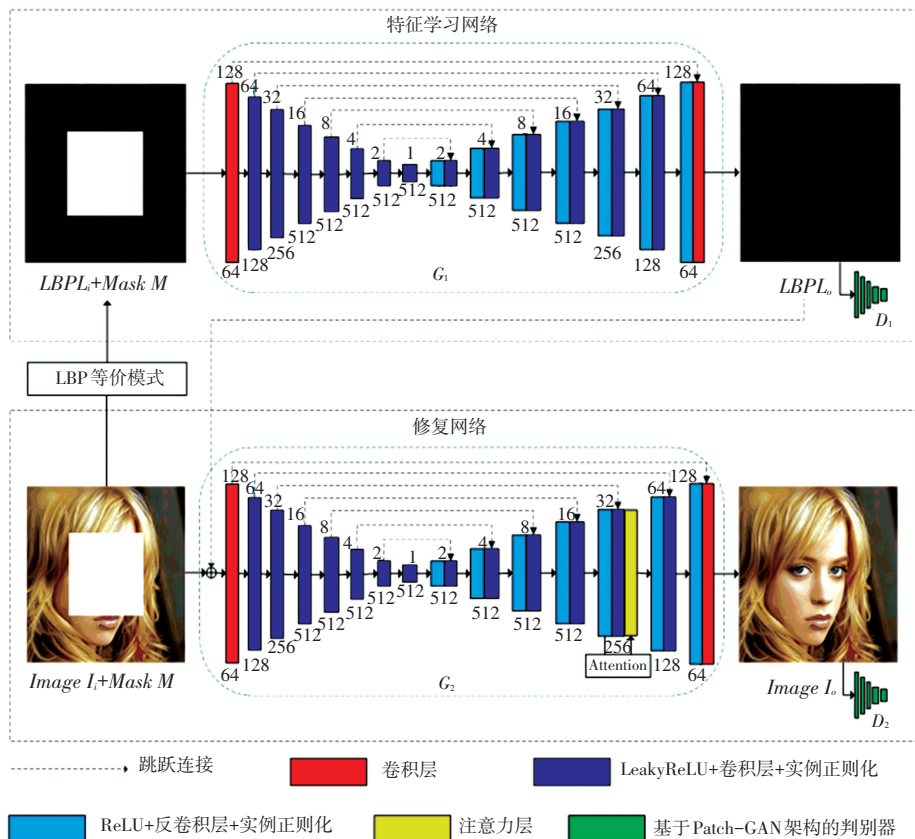 特征学习网络
128 64 32 16 8 4 2 1 2 4 8 16 32 64 128
64 128 256 512 512 512 512 512 512 512 512 512 256 128 64
G₁
LBPLᵢ+Mask M
LBPLₒ
D₁
LBP等价模式
修复网络
128 64 32 16 8 4 2 1 2 4 8 16 32 64 128
64 128 256 512 512 512 512 512 512 512 512 512 256 128 64
Attention
G₂
Image Iᵢ+Mask M
Image Iₒ
D₂
跳跃连接
卷积层
LeakyReLU+卷积层+实例正则化
ReLU+反卷积层+实例正则化
注意力层
基于Patch-GAN架构的判别器